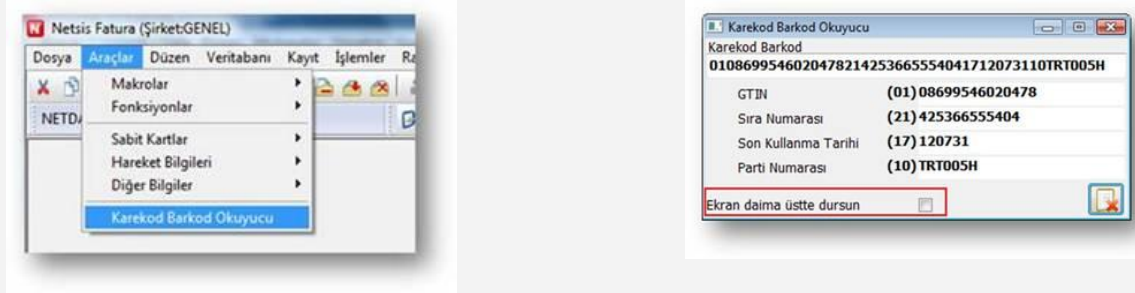 Netsis Fatura (Şirket:GENEL)
Dosya Araçlar Düzen Veritabanı Kayıt İşlemler
Makrolar
Fonksiyonlar
Sabit Kartlar
Hareket Bilgileri
Diğer Bilgiler
Karekod Barkod Okuyucu
Karekod Barkod Okuyucu
Karekod Barkod
010869954602047821425366555404171207​3110TRT005H
GTIN (01) 08699546020478
Sıra Numarası (21) 425366555404
Son Kullanma Tarihi (17) 120731
Parti Numarası (10) TRT005H
Ekran daima üstte dursun